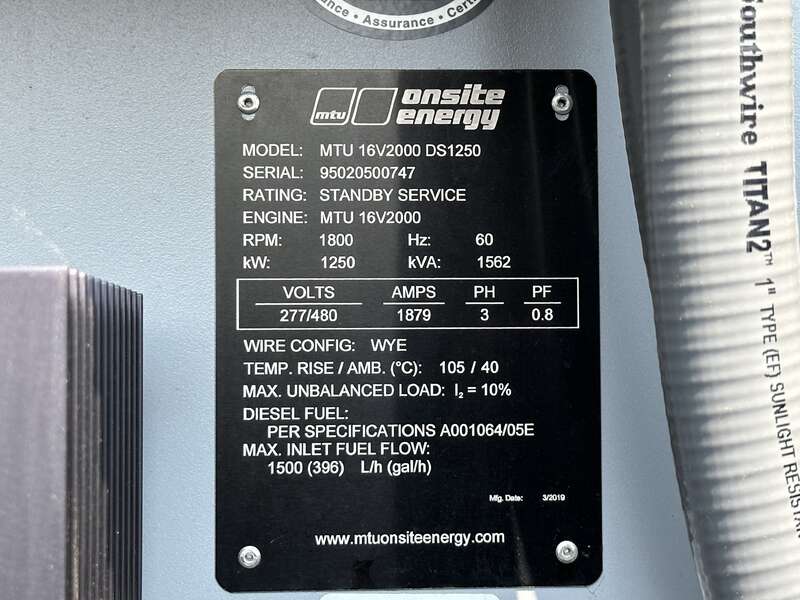 nance • Assurance • Cert
mtu onsite energy
MODEL: MTU 16V2000 DS1250
SERIAL: 95020500747
RATING: STANDBY SERVICE
ENGINE: MTU 16V2000
RPM: 1800 Hz: 60
kW: 1250 kVA: 1562
VOLTS AMPS PH PF
277/480 1879 3 0.8
WIRE CONFIG: WYE
TEMP. RISE / AMB. (°C): 105 / 40
MAX. UNBALANCED LOAD: I₂ = 10%
DIESEL FUEL:
PER SPECIFICATIONS A001064/05E
MAX. INLET FUEL FLOW:
1500 (396) L/h (gal/h)
Mfg. Date: 3/2019
www.mtuonsiteenergy.com
Southwire TITAN2™ 1" TYPE (EF) SUNLIGHT RESISTAN